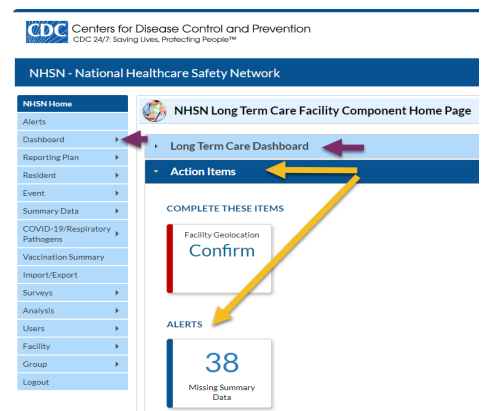 CDC Centers for Disease Control and Prevention
CDC 24/7: Saving Lives, Protecting People™
NHSN - National Healthcare Safety Network
NHSN Home
Alerts
Dashboard
Reporting Plan
Resident
Event
Summary Data
COVID-19/Respiratory
Pathogens
Vaccination Summary
Import/Export
Surveys
Analysis
Users
Facility
Group
Logout
NHSN Long Term Care Facility Component Home Page
Long Term Care Dashboard
Action Items
COMPLETE THESE ITEMS
Facility Geolocation
Confirm
ALERTS
38
Missing Summary
Data